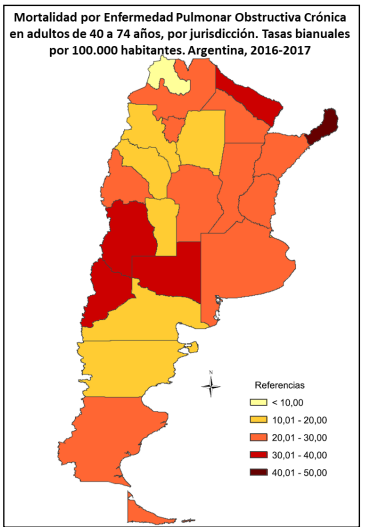 Mortalidad por Enfermedad Pulmonar Obstructiva Crónica
en adultos de 40 a 74 años, por jurisdicción. Tasas bianuales
por 100.000 habitantes. Argentina, 2016-2017
N
Referencias
< 10,00
10,01 - 20,00
20,01 - 30,00
30,01 - 40,00
40,01 - 50,00